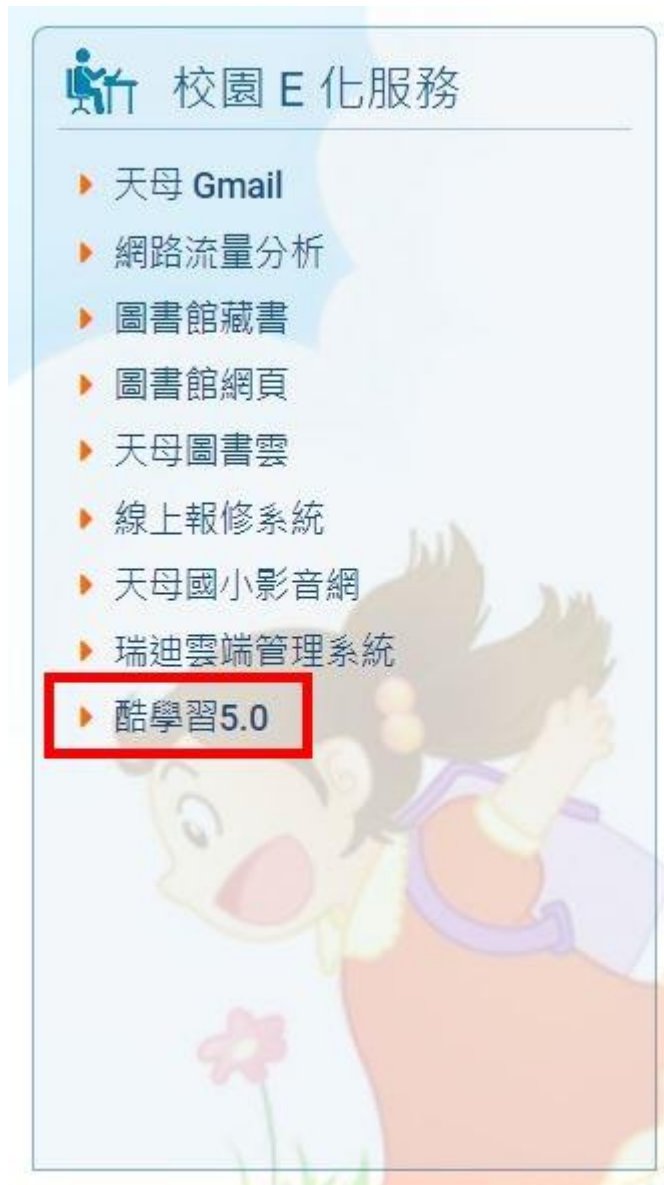 校園 E 化服務
天母 Gmail
網路流量分析
圖書館藏書
圖書館網頁
天母圖書雲
線上報修系統
天母國小影音網
瑞迪雲端管理系統
酷學習5.0